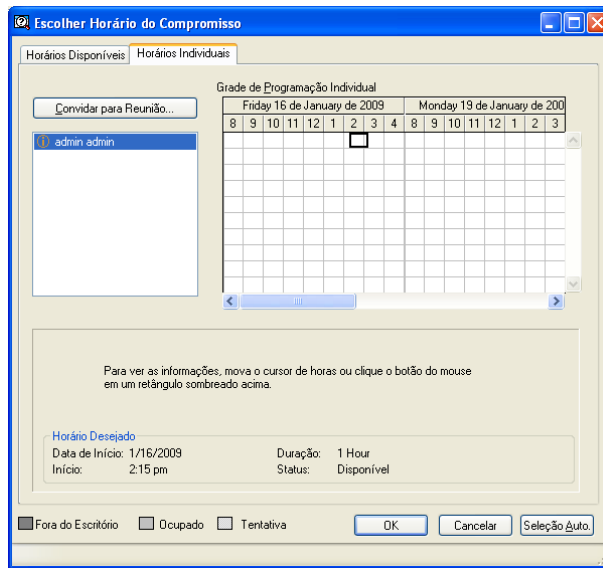 Escolher Horário do Compromisso
Horários Disponíveis Horários Individuais
Grade de Programação Individual
Convidar para Reunião...
Friday 16 de January de 2009 Monday 19 de January de 200
8 9 10 11 12 1 2 3 4 8 9 10 11 12 1 2 3
admin admin
Para ver as informações, mova o cursor de horas ou clique o botão do mouse
em um retângulo sombreado acima.
Horário Desejado
Data de Início: 1/16/2009 Duração: 1 Hour
Início: 2:15 pm Status: Disponível
Fora do Escritório Ocupado Tentativa OK Cancelar Seleção Auto.